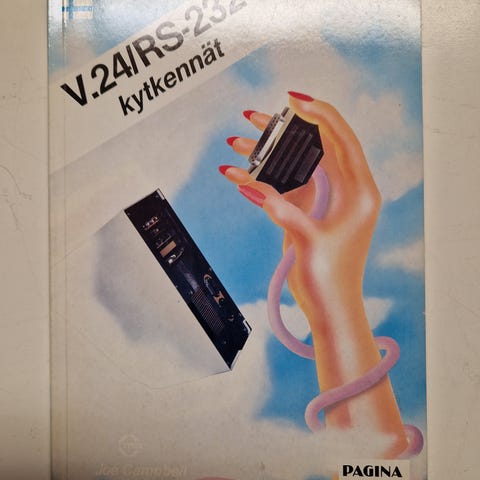 V.24/RS-232
kytkennät
Joe Campbell
PAGINA